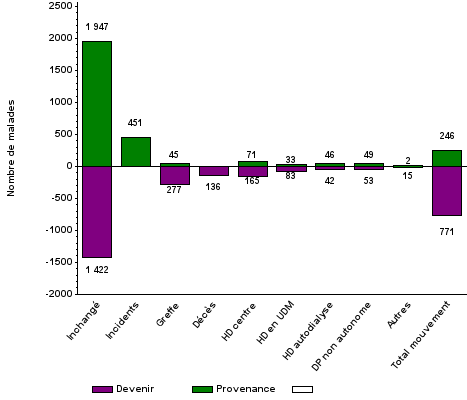 2500
2000
1500
1000
500
0
-500
-1000
-1500
-2000
Nombre de malades
1 947
451
45
71
33
46
49
2
246
1 422
277
136
165
83
42
53
15
771
Inchangé
Incidents
Greffe
Décès
HD centre
HD en UDM
HD autodialyse
DP non autonome
Autres
Total mouvement
Devenir
Provenance